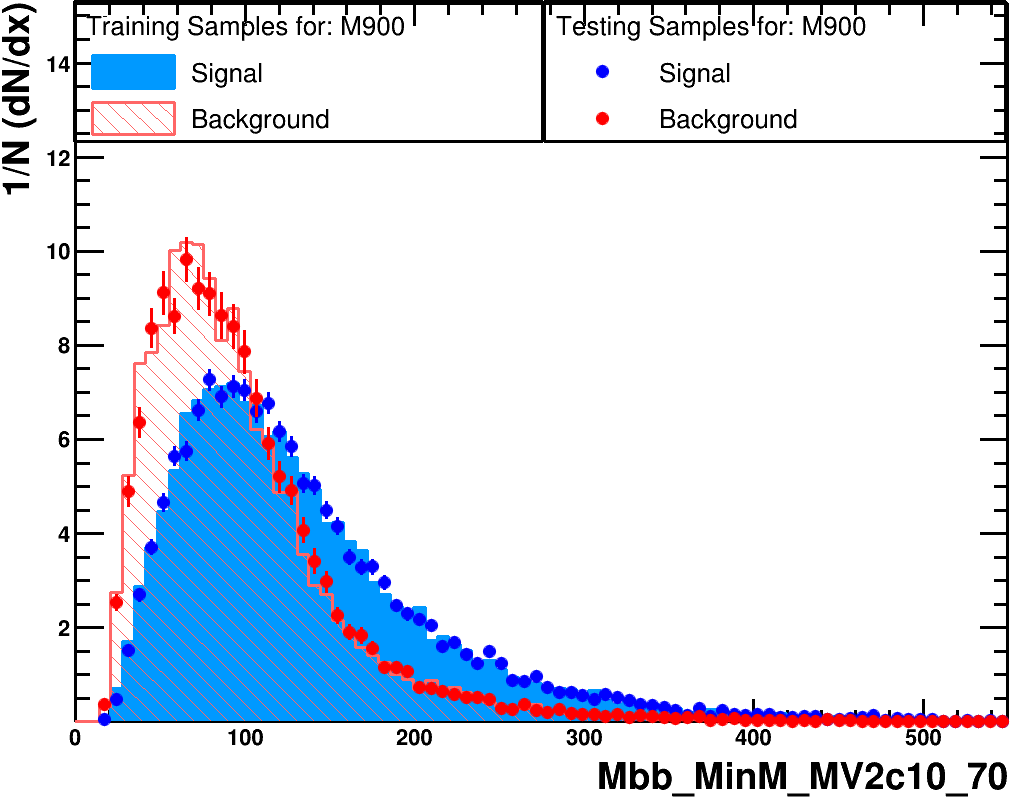 1/N (dN/dx)
Training Samples for: M900
Signal
Background
Testing Samples for: M900
Signal
Background
14
12
10
8
6
4
2
0 100 200 300 400 500
Mbb_MinM_MV2c10_70